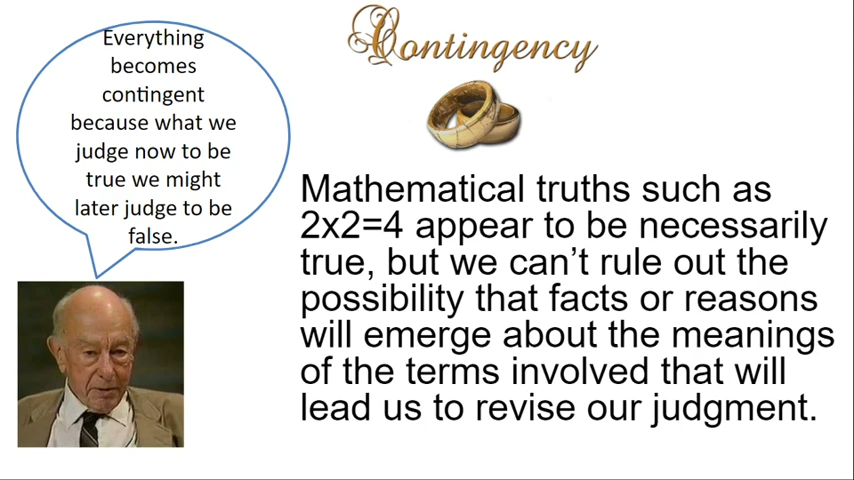 Contingency
Everything
becomes
contingent
because what we
judge now to be
true we might
later judge to be
false.
Mathematical truths such as
2x2=4 appear to be necessarily
true, but we can’t rule out the
possibility that facts or reasons
will emerge about the meanings
of the terms involved that will
lead us to revise our judgment.